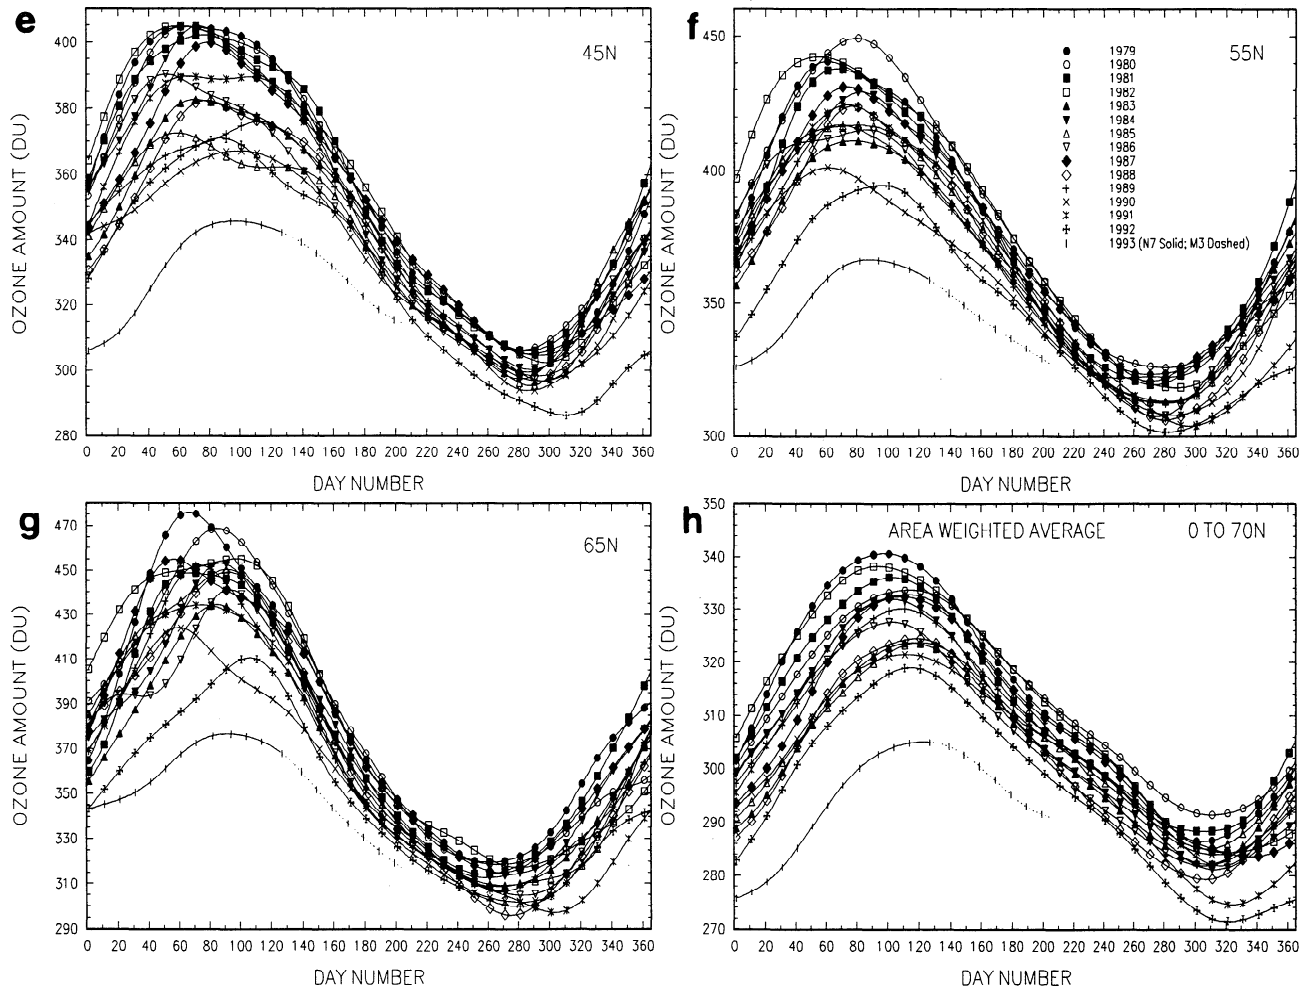 e
45N
OZONE AMOUNT (DU)
400
380
360
340
320
300
280
0 20 40 60 80 100 120 140 160 180 200 220 240 260 280 300 320 340 360
DAY NUMBER
f
55N
OZONE AMOUNT (DU)
450
400
350
300
1979
1980
1981
1982
1983
1984
1985
1986
1987
1988
1989
1990
1991
1992
1993 (N7 Solid; M3 Dashed)
0 20 40 60 80 100 120 140 160 180 200 220 240 260 280 300 320 340 360
DAY NUMBER
g
65N
OZONE AMOUNT (DU)
470
450
430
410
390
370
350
330
310
290
0 20 40 60 80 100 120 140 160 180 200 220 240 260 280 300 320 340 360
DAY NUMBER
h
AREA WEIGHTED AVERAGE 0 TO 70N
OZONE AMOUNT (DU)
350
340
330
320
310
300
290
280
270
0 20 40 60 80 100 120 140 160 180 200 220 240 260 280 300 320 340 360
DAY NUMBER